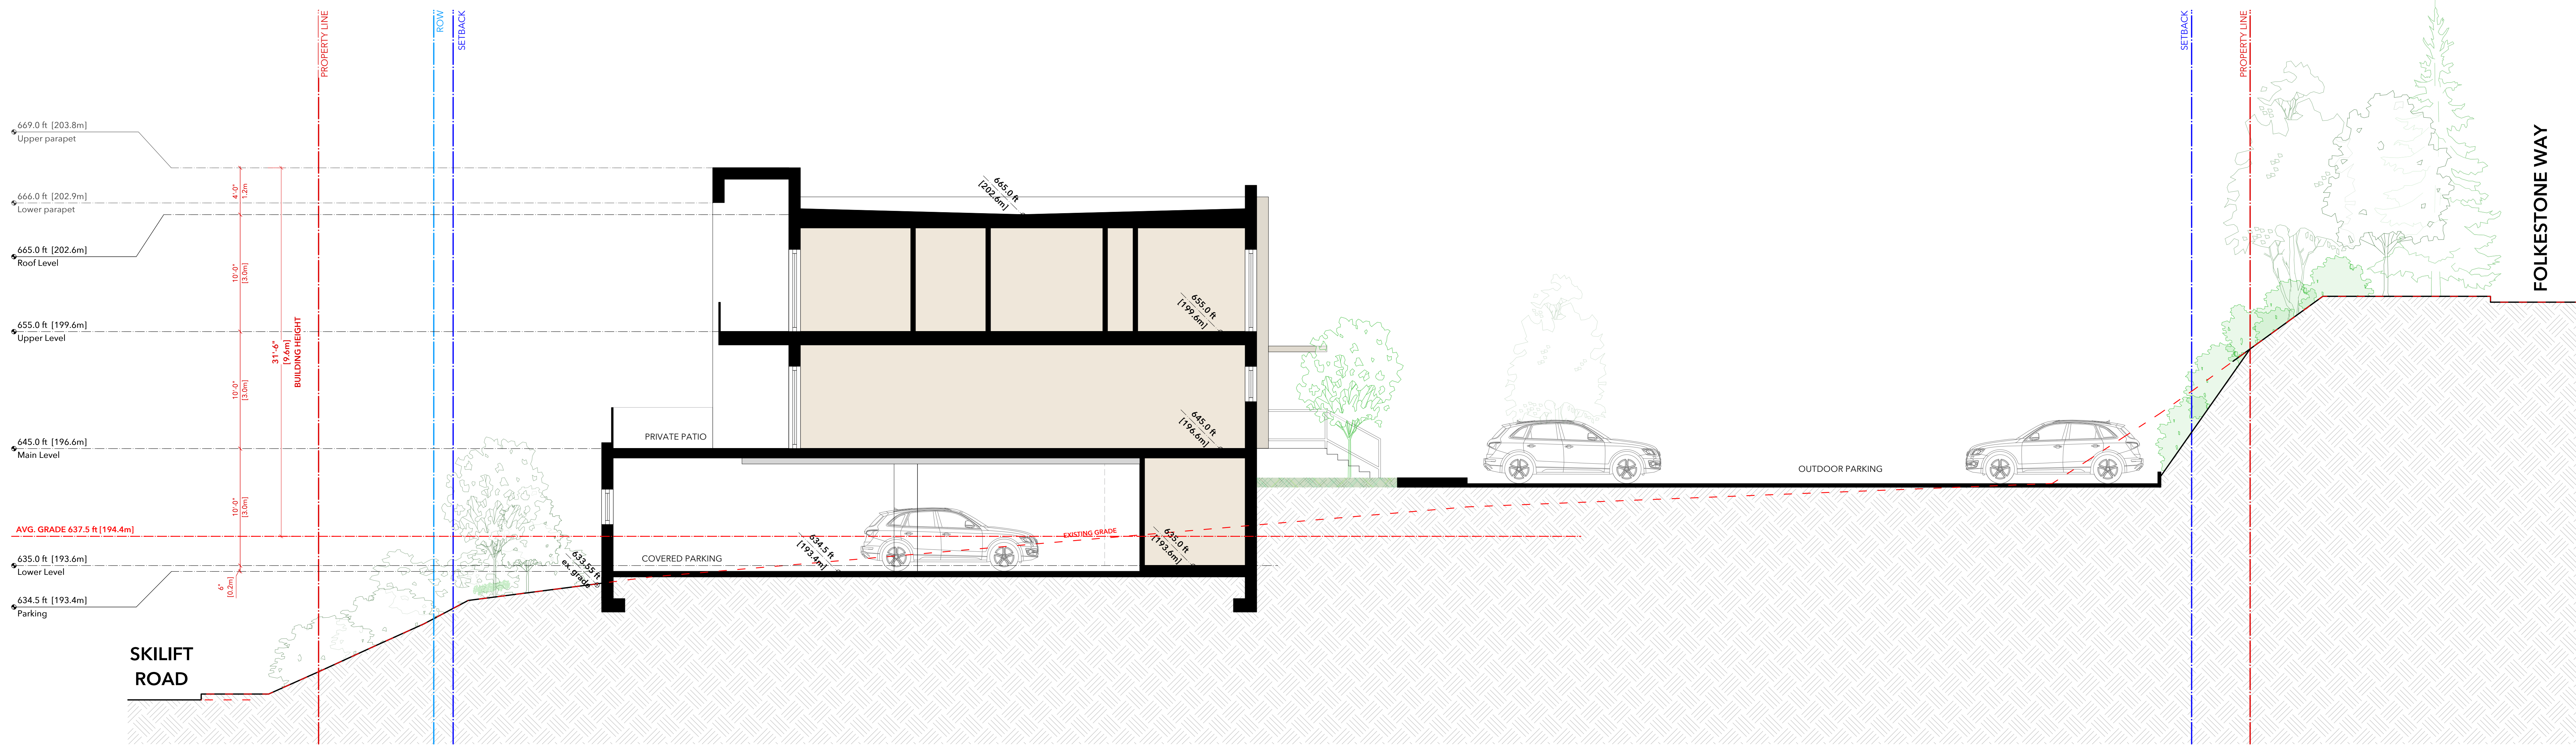 PROPERTY LINE
ROW
SETBACK
SETBACK
PROPERTY LINE
669.0 ft [203.8m]
Upper parapet
666.0 ft [202.9m]
Lower parapet
665.0 ft [202.6m]
Roof Level
655.0 ft [199.6m]
Upper Level
645.0 ft [196.6m]
Main Level
AVG. GRADE 637.5 ft [194.4m]
635.0 ft [193.6m]
Lower Level
634.5 ft [193.4m]
Parking
4'-0"
1.2m
10'-0"
[3.0m]
10'-0"
[3.0m]
10'-0"
[3.0m]
6"
[0.2m]
31'-6"
[9.6m]
BUILDING HEIGHT
665.0 ft
[202.6m]
655.0 ft
[199.6m]
645.0 ft
[196.6m]
PRIVATE PATIO
COVERED PARKING
633.55 ft
ex. grade
634.5 ft
[193.4m]
EXISTING GRADE
635.0 ft
[193.6m]
OUTDOOR PARKING
SKILIFT
ROAD
FOLKESTONE WAY